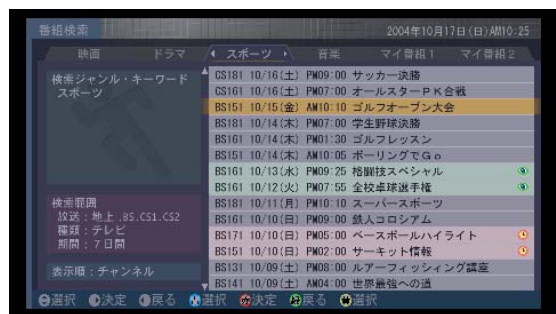 番組検索 2004年10月17日(日)AM10:25
映画 ドラマ スポーツ 音楽 マイ番組1 マイ番組2
検索ジャンル・キーワード
スポーツ
CS181 10/16(土) PM09:00 サッカー決勝
CS161 10/16(土) PM07:00 オールスターＰＫ合戦
BS151 10/15(金) AM10:10 ゴルフオープン大会
BS181 10/14(木) PM07:00 学生野球決勝
BS161 10/14(木) PM01:30 ゴルフレッスン
BS151 10/14(木) AM10:05 ボーリングでＧｏ
BS161 10/13(水) PM09:25 格闘技スペシャル
BS161 10/12(火) PM07:55 全校卓球選手権
BS181 10/11(月) PM10:10 スーパースポーツ
BS161 10/10(日) PM09:00 鉄人コロシアム
BS171 10/10(日) PM05:00 ベースボールハイライト
BS151 10/10(日) PM02:00 サーキット情報
BS131 10/09(土) PM08:00 ルアーフィッシィング講座
BS141 10/09(土) AM04:00 世界最強への道
検索範囲
放送：地上.BS.CS1.CS2
種類：テレビ
期間：７日間
表示順：チャンネル
選択 決定 戻る 選択 決定 戻る 選択